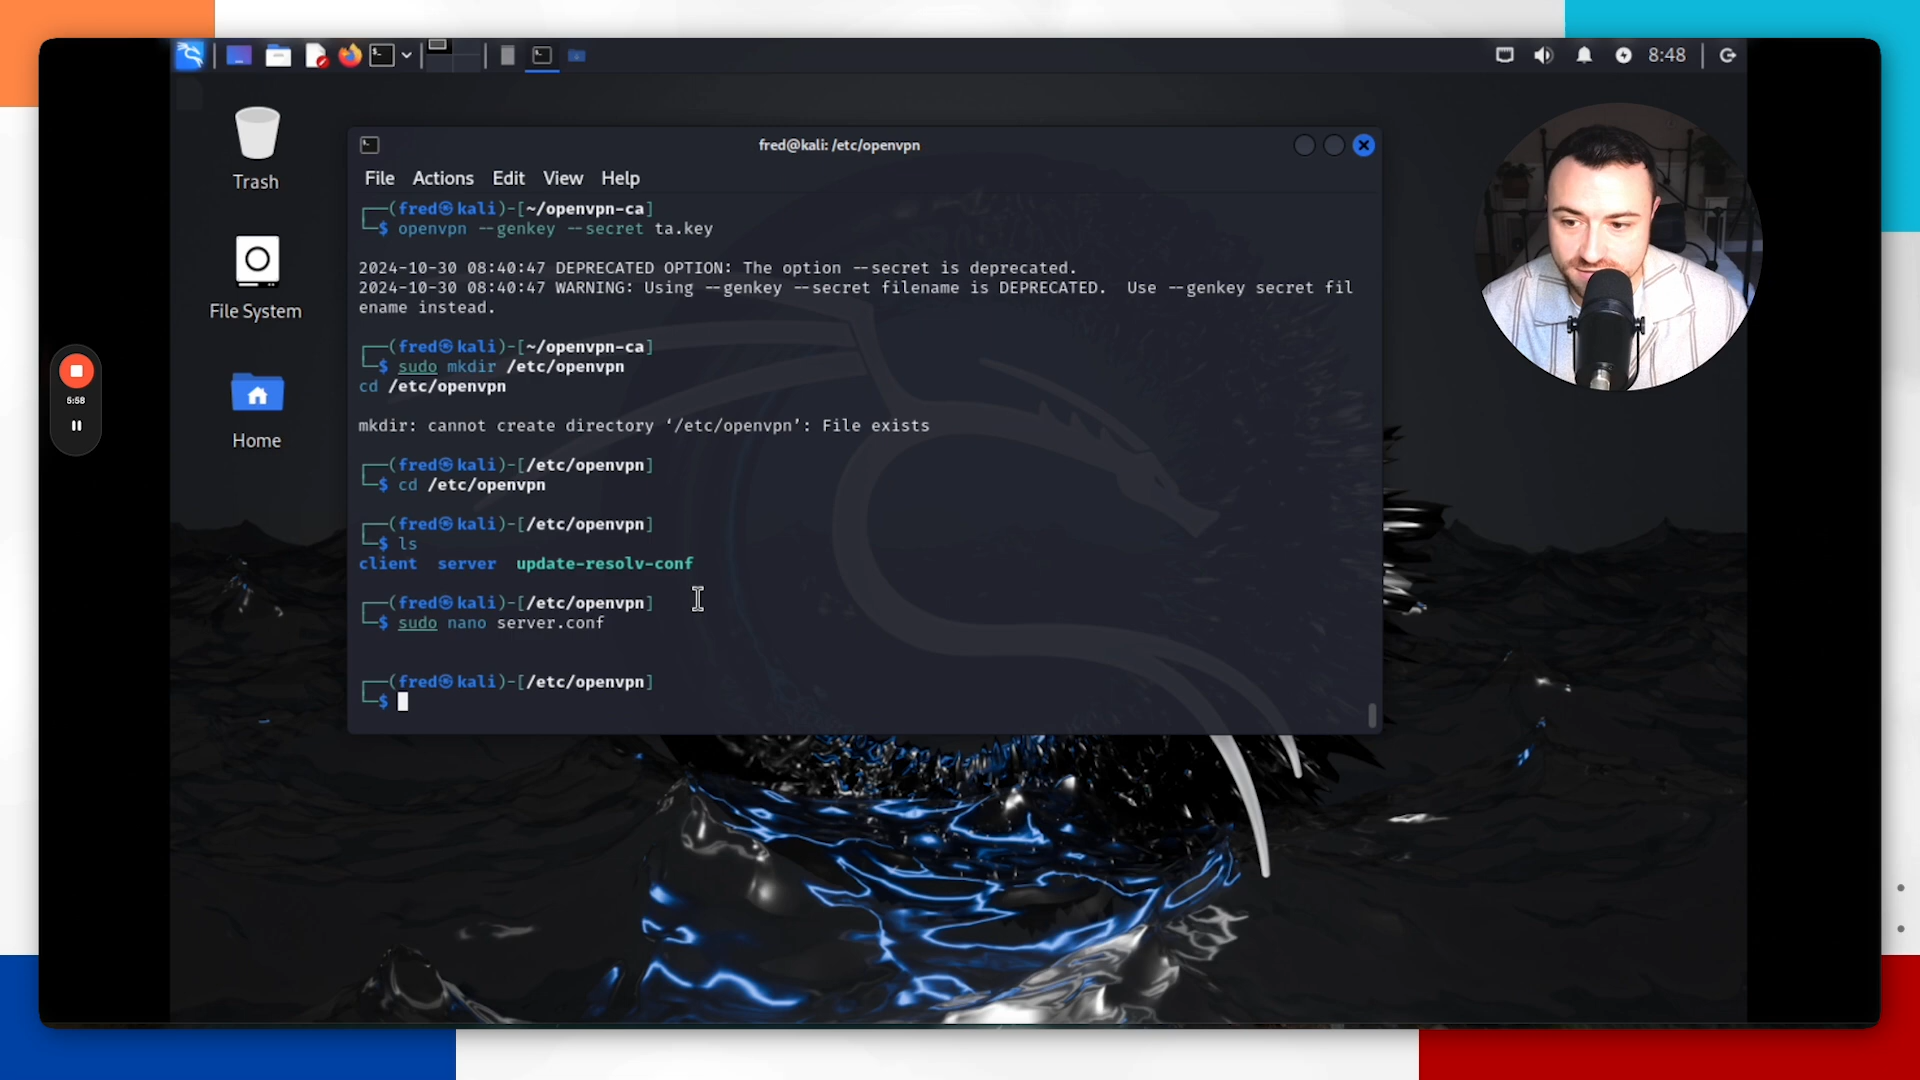 8:48
Trash
File System
Home
5:58
fred@kali: /etc/openvpn
File Actions Edit View Help
┌──(fred㉿kali)-[~/openvpn-ca]
└─$ openvpn --genkey --secret ta.key
2024-10-30 08:40:47 DEPRECATED OPTION: The option --secret is deprecated.
2024-10-30 08:40:47 WARNING: Using --genkey --secret filename is DEPRECATED.  Use --genkey secret fil
ename instead.
┌──(fred㉿kali)-[~/openvpn-ca]
└─$ sudo mkdir /etc/openvpn
cd /etc/openvpn
mkdir: cannot create directory ‘/etc/openvpn’: File exists
┌──(fred㉿kali)-[/etc/openvpn]
└─$ cd /etc/openvpn
┌──(fred㉿kali)-[/etc/openvpn]
└─$ ls
client  server  update-resolv-conf
┌──(fred㉿kali)-[/etc/openvpn]
└─$ sudo nano server.conf
┌──(fred㉿kali)-[/etc/openvpn]
└─$